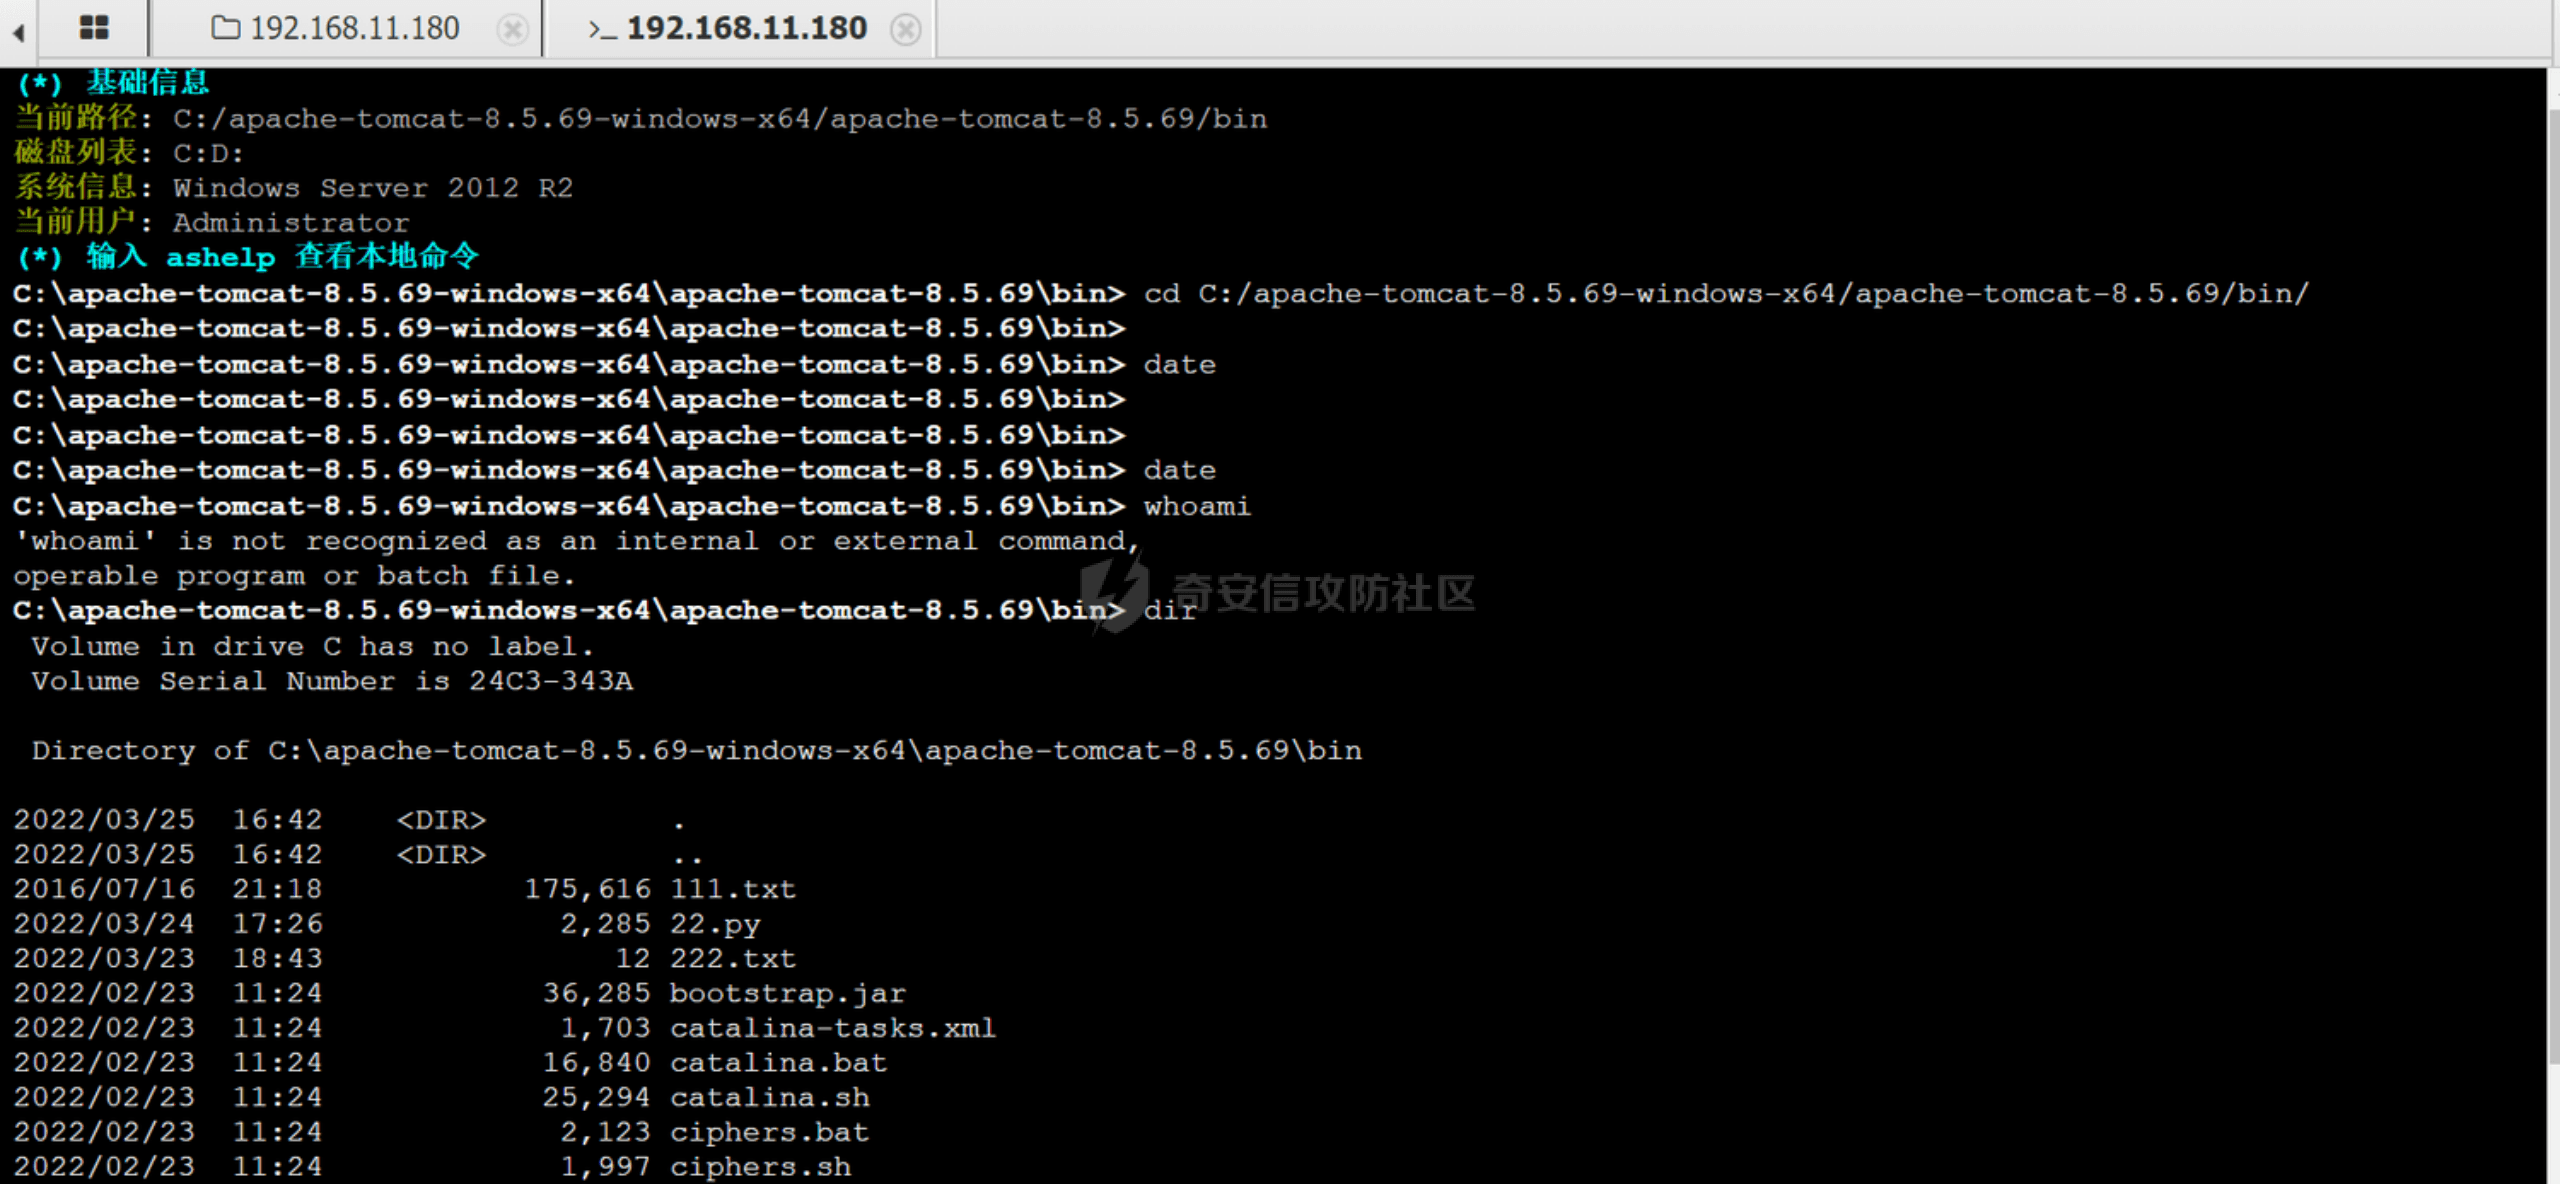 192.168.11.180
>_ 192.168.11.180
(*) 基础信息
当前路径: C:/apache-tomcat-8.5.69-windows-x64/apache-tomcat-8.5.69/bin
磁盘列表: C:D:
系统信息: Windows Server 2012 R2
当前用户: Administrator
(*) 输入 ashelp 查看本地命令
C:\apache-tomcat-8.5.69-windows-x64\apache-tomcat-8.5.69\bin> cd C:/apache-tomcat-8.5.69-windows-x64/apache-tomcat-8.5.69/bin/
C:\apache-tomcat-8.5.69-windows-x64\apache-tomcat-8.5.69\bin>
C:\apache-tomcat-8.5.69-windows-x64\apache-tomcat-8.5.69\bin> date
C:\apache-tomcat-8.5.69-windows-x64\apache-tomcat-8.5.69\bin>
C:\apache-tomcat-8.5.69-windows-x64\apache-tomcat-8.5.69\bin>
C:\apache-tomcat-8.5.69-windows-x64\apache-tomcat-8.5.69\bin> date
C:\apache-tomcat-8.5.69-windows-x64\apache-tomcat-8.5.69\bin> whoami
'whoami' is not recognized as an internal or external command,
operable program or batch file.
奇安信攻防社区
C:\apache-tomcat-8.5.69-windows-x64\apache-tomcat-8.5.69\bin> dir
Volume in drive C has no label.
Volume Serial Number is 24C3-343A
Directory of C:\apache-tomcat-8.5.69-windows-x64\apache-tomcat-8.5.69\bin
2022/03/25 16:42 <DIR> .
2022/03/25 16:42 <DIR> ..
2016/07/16 21:18 175,616 111.txt
2022/03/24 17:26 2,285 22.py
2022/03/23 18:43 12 222.txt
2022/02/23 11:24 36,285 bootstrap.jar
2022/02/23 11:24 1,703 catalina-tasks.xml
2022/02/23 11:24 16,840 catalina.bat
2022/02/23 11:24 25,294 catalina.sh
2022/02/23 11:24 2,123 ciphers.bat
2022/02/23 11:24 1,997 ciphers.sh